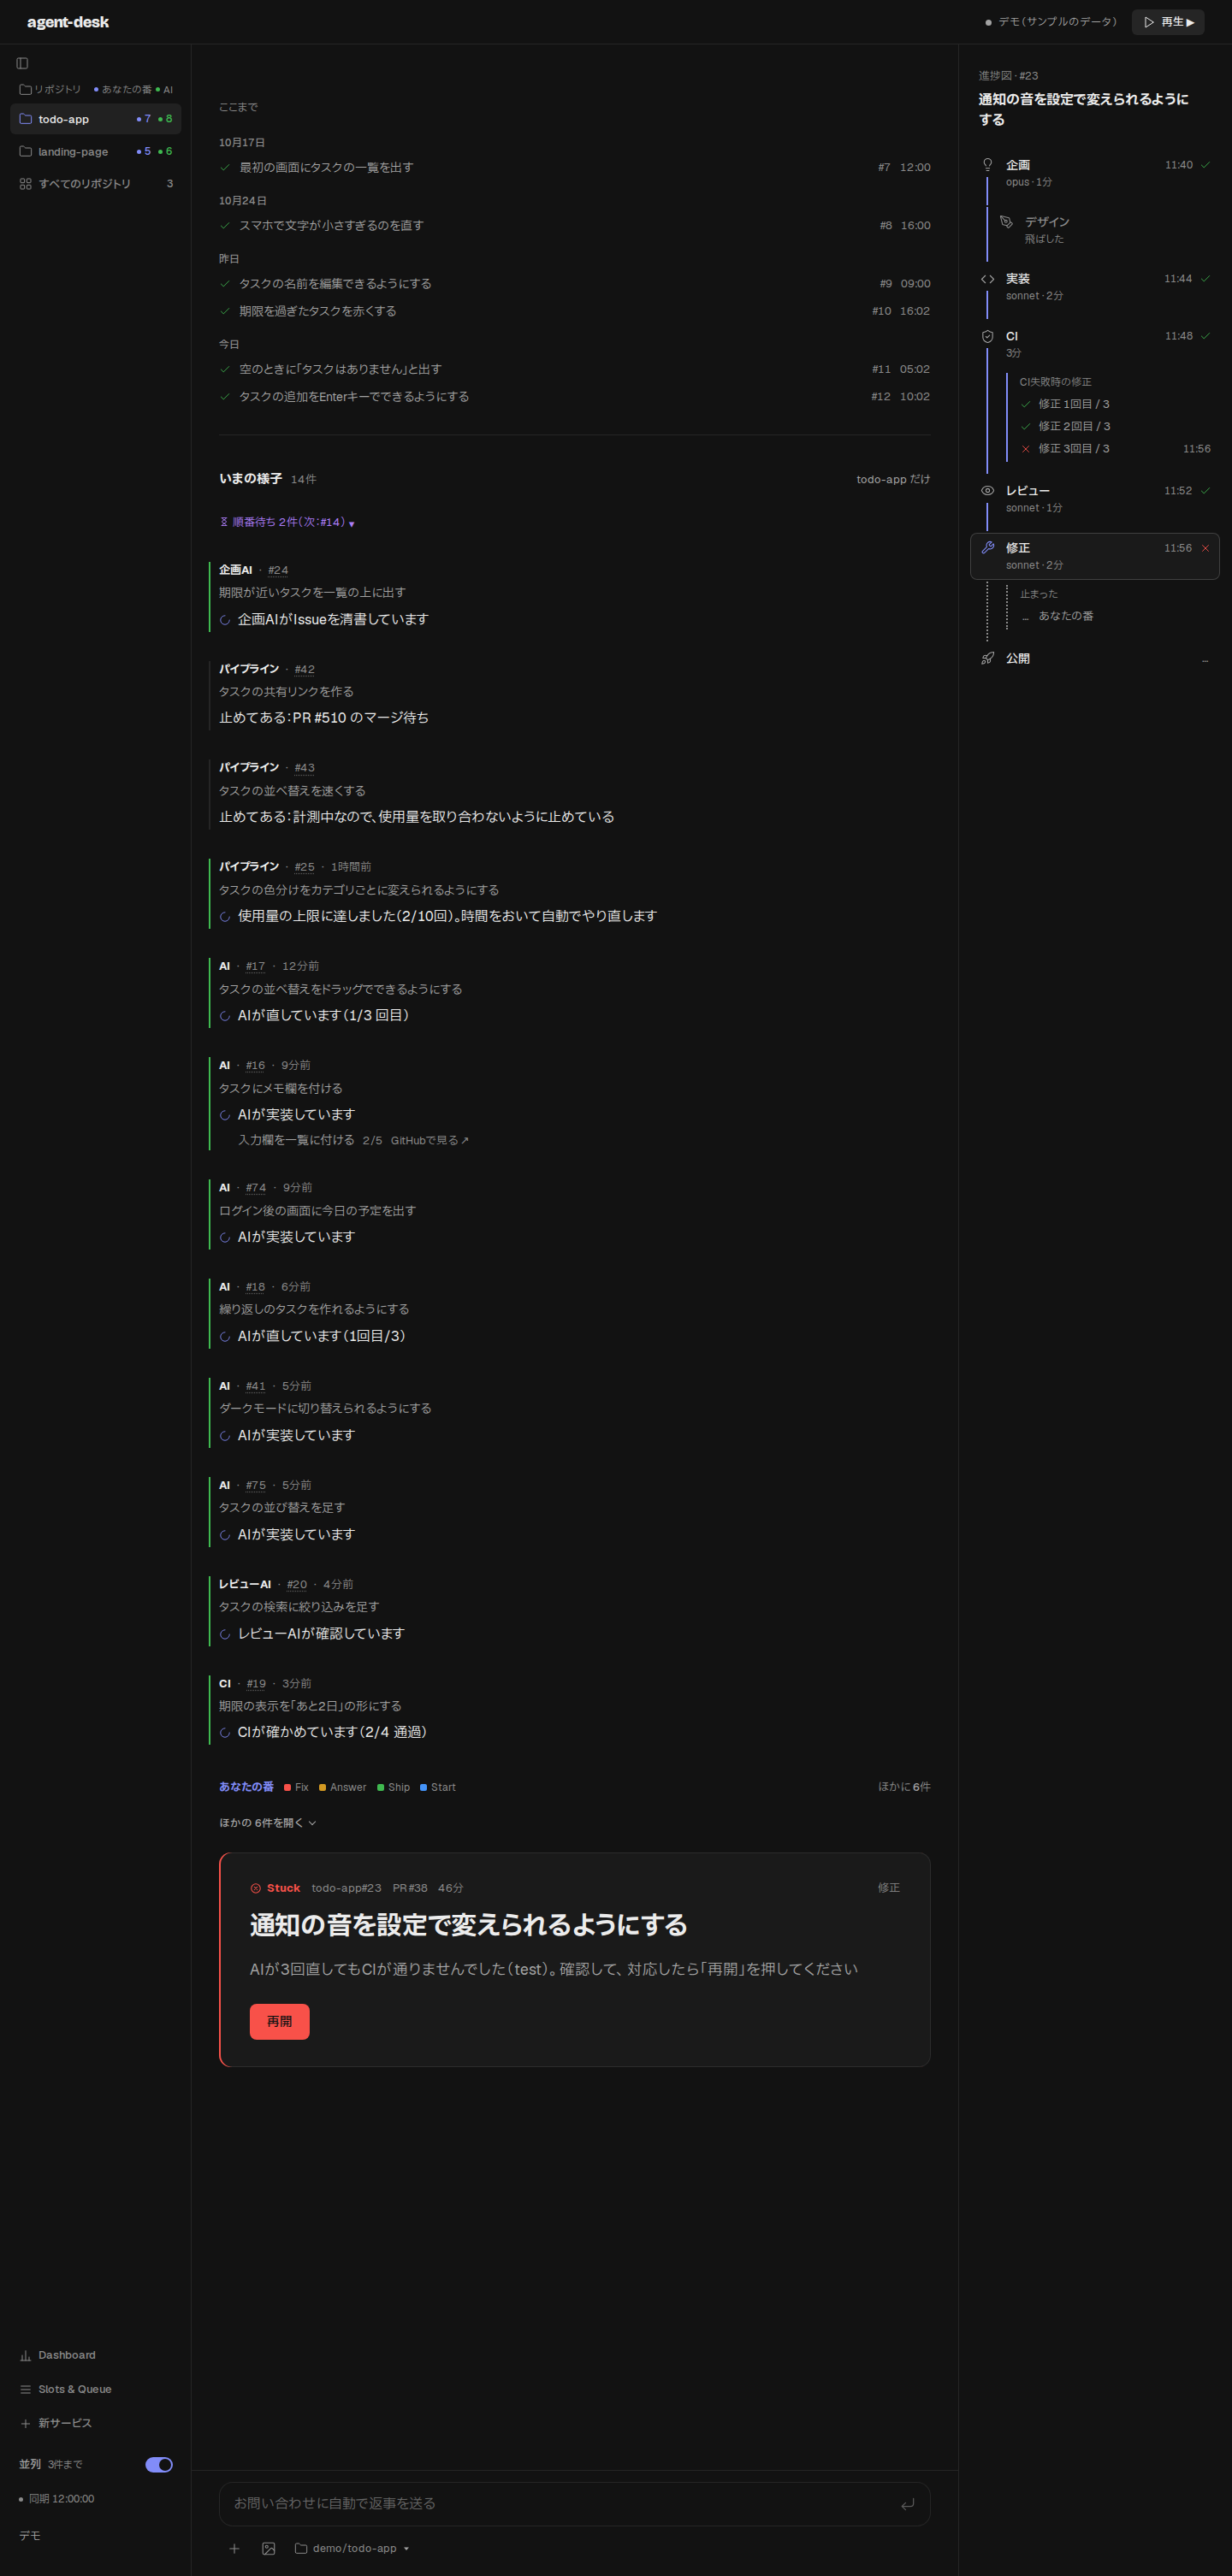 agent-desk
デモ(サンプルのデータ)
再生 ▶
リポジトリ
あなたの番
AI
todo-app
7
8
landing-page
5
6
すべてのリポジトリ
3
ここまで
10月17日
最初の画面にタスクの一覧を出す
#7 12:00
10月24日
スマホで文字が小さすぎるのを直す
#8 16:00
昨日
タスクの名前を編集できるようにする
#9 09:00
期限を過ぎたタスクを赤くする
#10 16:02
今日
空のときに「タスクはありません」と出す
#11 05:02
タスクの追加をEnterキーでできるようにする
#12 10:02
いまの様子 14件
todo-app だけ
順番待ち 2件(次:#14) ▾
企画AI · #24
期限が近いタスクを一覧の上に出す
企画AIがIssueを清書しています
パイプライン · #42
タスクの共有リンクを作る
止めてある:PR #510 のマージ待ち
パイプライン · #43
タスクの並べ替えを速くする
止めてある:計測中なので、使用量を取り合わないように止めている
パイプライン · #25 · 1時間前
タスクの色分けをカテゴリごとに変えられるようにする
使用量の上限に達しました(2/10回)。時間をおいて自動でやり直します
AI · #17 · 12分前
タスクの並べ替えをドラッグでできるようにする
AIが直しています(1/3 回目)
AI · #16 · 9分前
タスクにメモ欄を付ける
AIが実装しています
入力欄を一覧に付ける 2/5 GitHubで見る ↗
AI · #74 · 9分前
ログイン後の画面に今日の予定を出す
AIが実装しています
AI · #18 · 6分前
繰り返しのタスクを作れるようにする
AIが直しています(1回目/3)
AI · #41 · 5分前
ダークモードに切り替えられるようにする
AIが実装しています
AI · #75 · 5分前
タスクの並び替えを足す
AIが実装しています
レビューAI · #20 · 4分前
タスクの検索に絞り込みを足す
レビューAIが確認しています
CI · #19 · 3分前
期限の表示を「あと2日」の形にする
CIが確かめています(2/4 通過)
あなたの番 Fix Answer Ship Start
ほかに 6件
ほかの 6件を開く
Stuck todo-app#23 PR#38 46分
修正
通知の音を設定で変えられるようにする
AIが3回直してもCIが通りませんでした(test)。確認して、対応したら「再開」を押してください
再開
お問い合わせに自動で返事を送る
demo/todo-app ▾
進捗図 · #23
通知の音を設定で変えられるように
する
企画
11:40
opus · 1分
デザイン
飛ばした
実装
11:44
sonnet · 2分
CI
11:48
3分
CI失敗時の修正
修正 1回目 / 3
修正 2回目 / 3
修正 3回目 / 3
11:56
レビュー
11:52
sonnet · 1分
修正
11:56
sonnet · 2分
止まった
… あなたの番
公開
…
Dashboard
Slots & Queue
新サービス
並列 3件まで
同期 12:00:00
デモ